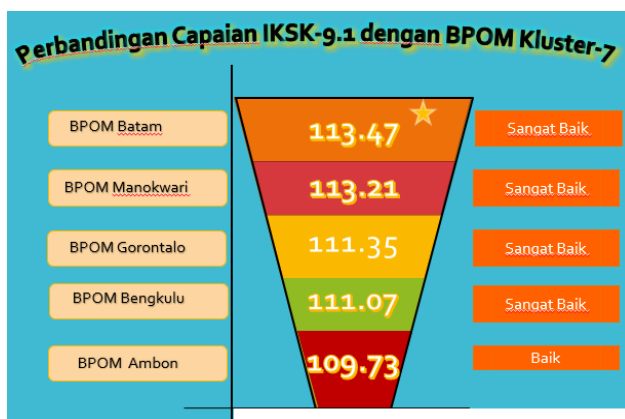 Perbandingan Capaian IKSK-9.1 dengan BPOM Kluster-7
BPOM Batam 113.47 Sangat Baik
BPOM Manokwari 113.21 Sangat Baik
BPOM Gorontalo 111.35 Sangat Baik
BPOM Bengkulu 111.07 Sangat Baik
BPOM Ambon 109.73 Baik